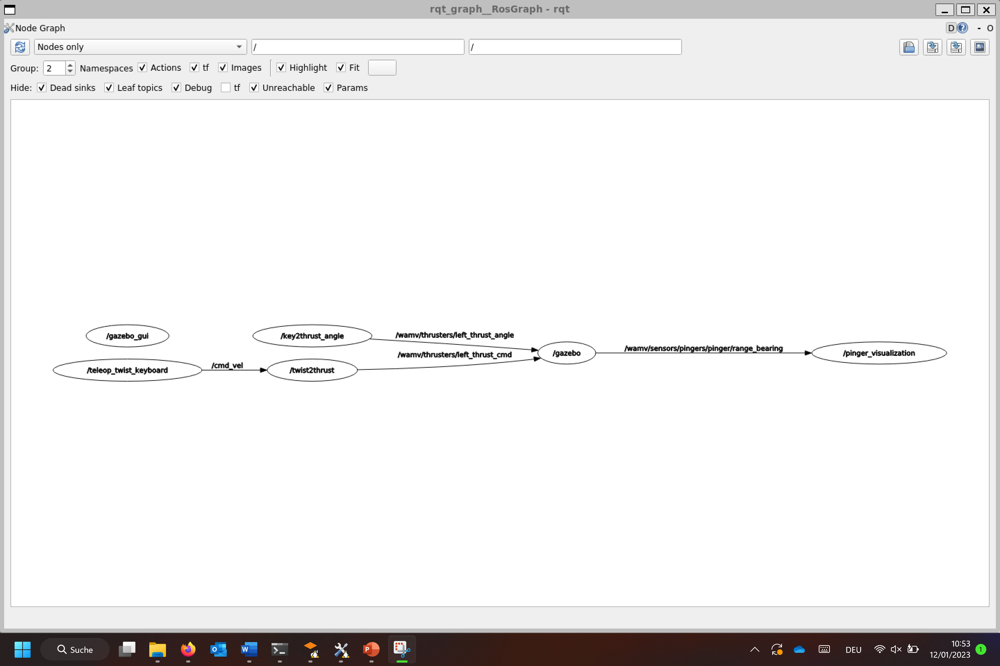 rqt_graph__RosGraph - rqt
Node Graph
D ? - O
Nodes only / /
Group: 2 Namespaces Actions tf Images Highlight Fit
Hide: Dead sinks Leaf topics Debug tf Unreachable Params
/gazebo_gui
/key2thrust_angle
/wamv/thrusters/left_thrust_angle
/wamv/thrusters/left_thrust_cmd
/gazebo
/wamv/sensors/pingers/pinger/range_bearing
/pinger_visualization
/teleop_twist_keyboard
/cmd_vel
/twist2thrust
Suche
DEU
10:53
12/01/2023
1